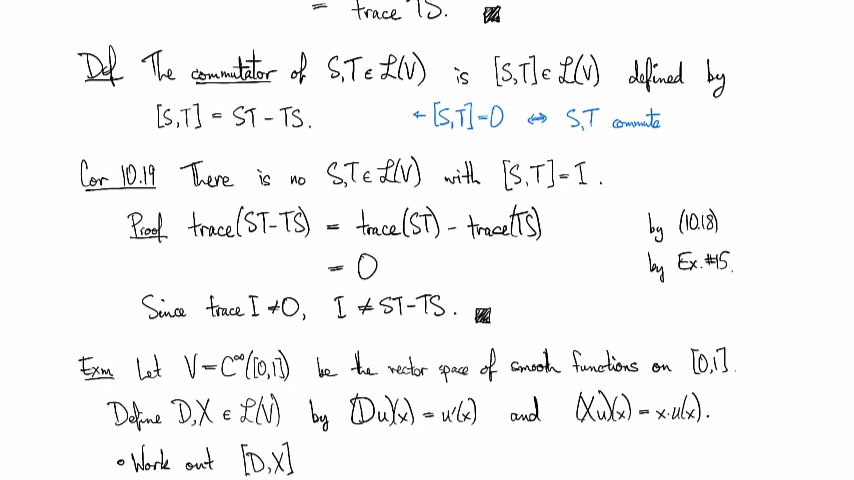 = trace TS.
Def The commutator of S,T ∈ ℒ(V) is [S,T] ∈ ℒ(V) defined by
[S,T] = ST - TS. ← [S,T]=0 ⇔ S,T commute
Cor 10.19 There is no S,T ∈ ℒ(V) with [S,T] = I.
Proof trace(ST-TS) = trace(ST) - trace(TS) by (10.18)
= 0 by Ex. #15.
Since trace I ≠ 0, I ≠ ST-TS.
Exm Let V = C∞([0,1]) be the vector space of smooth functions on [0,1].
Define D,X ∈ ℒ(V) by (Du)(x) = u'(x) and (Xu)(x) = x·u(x).
• Work out [D,X]